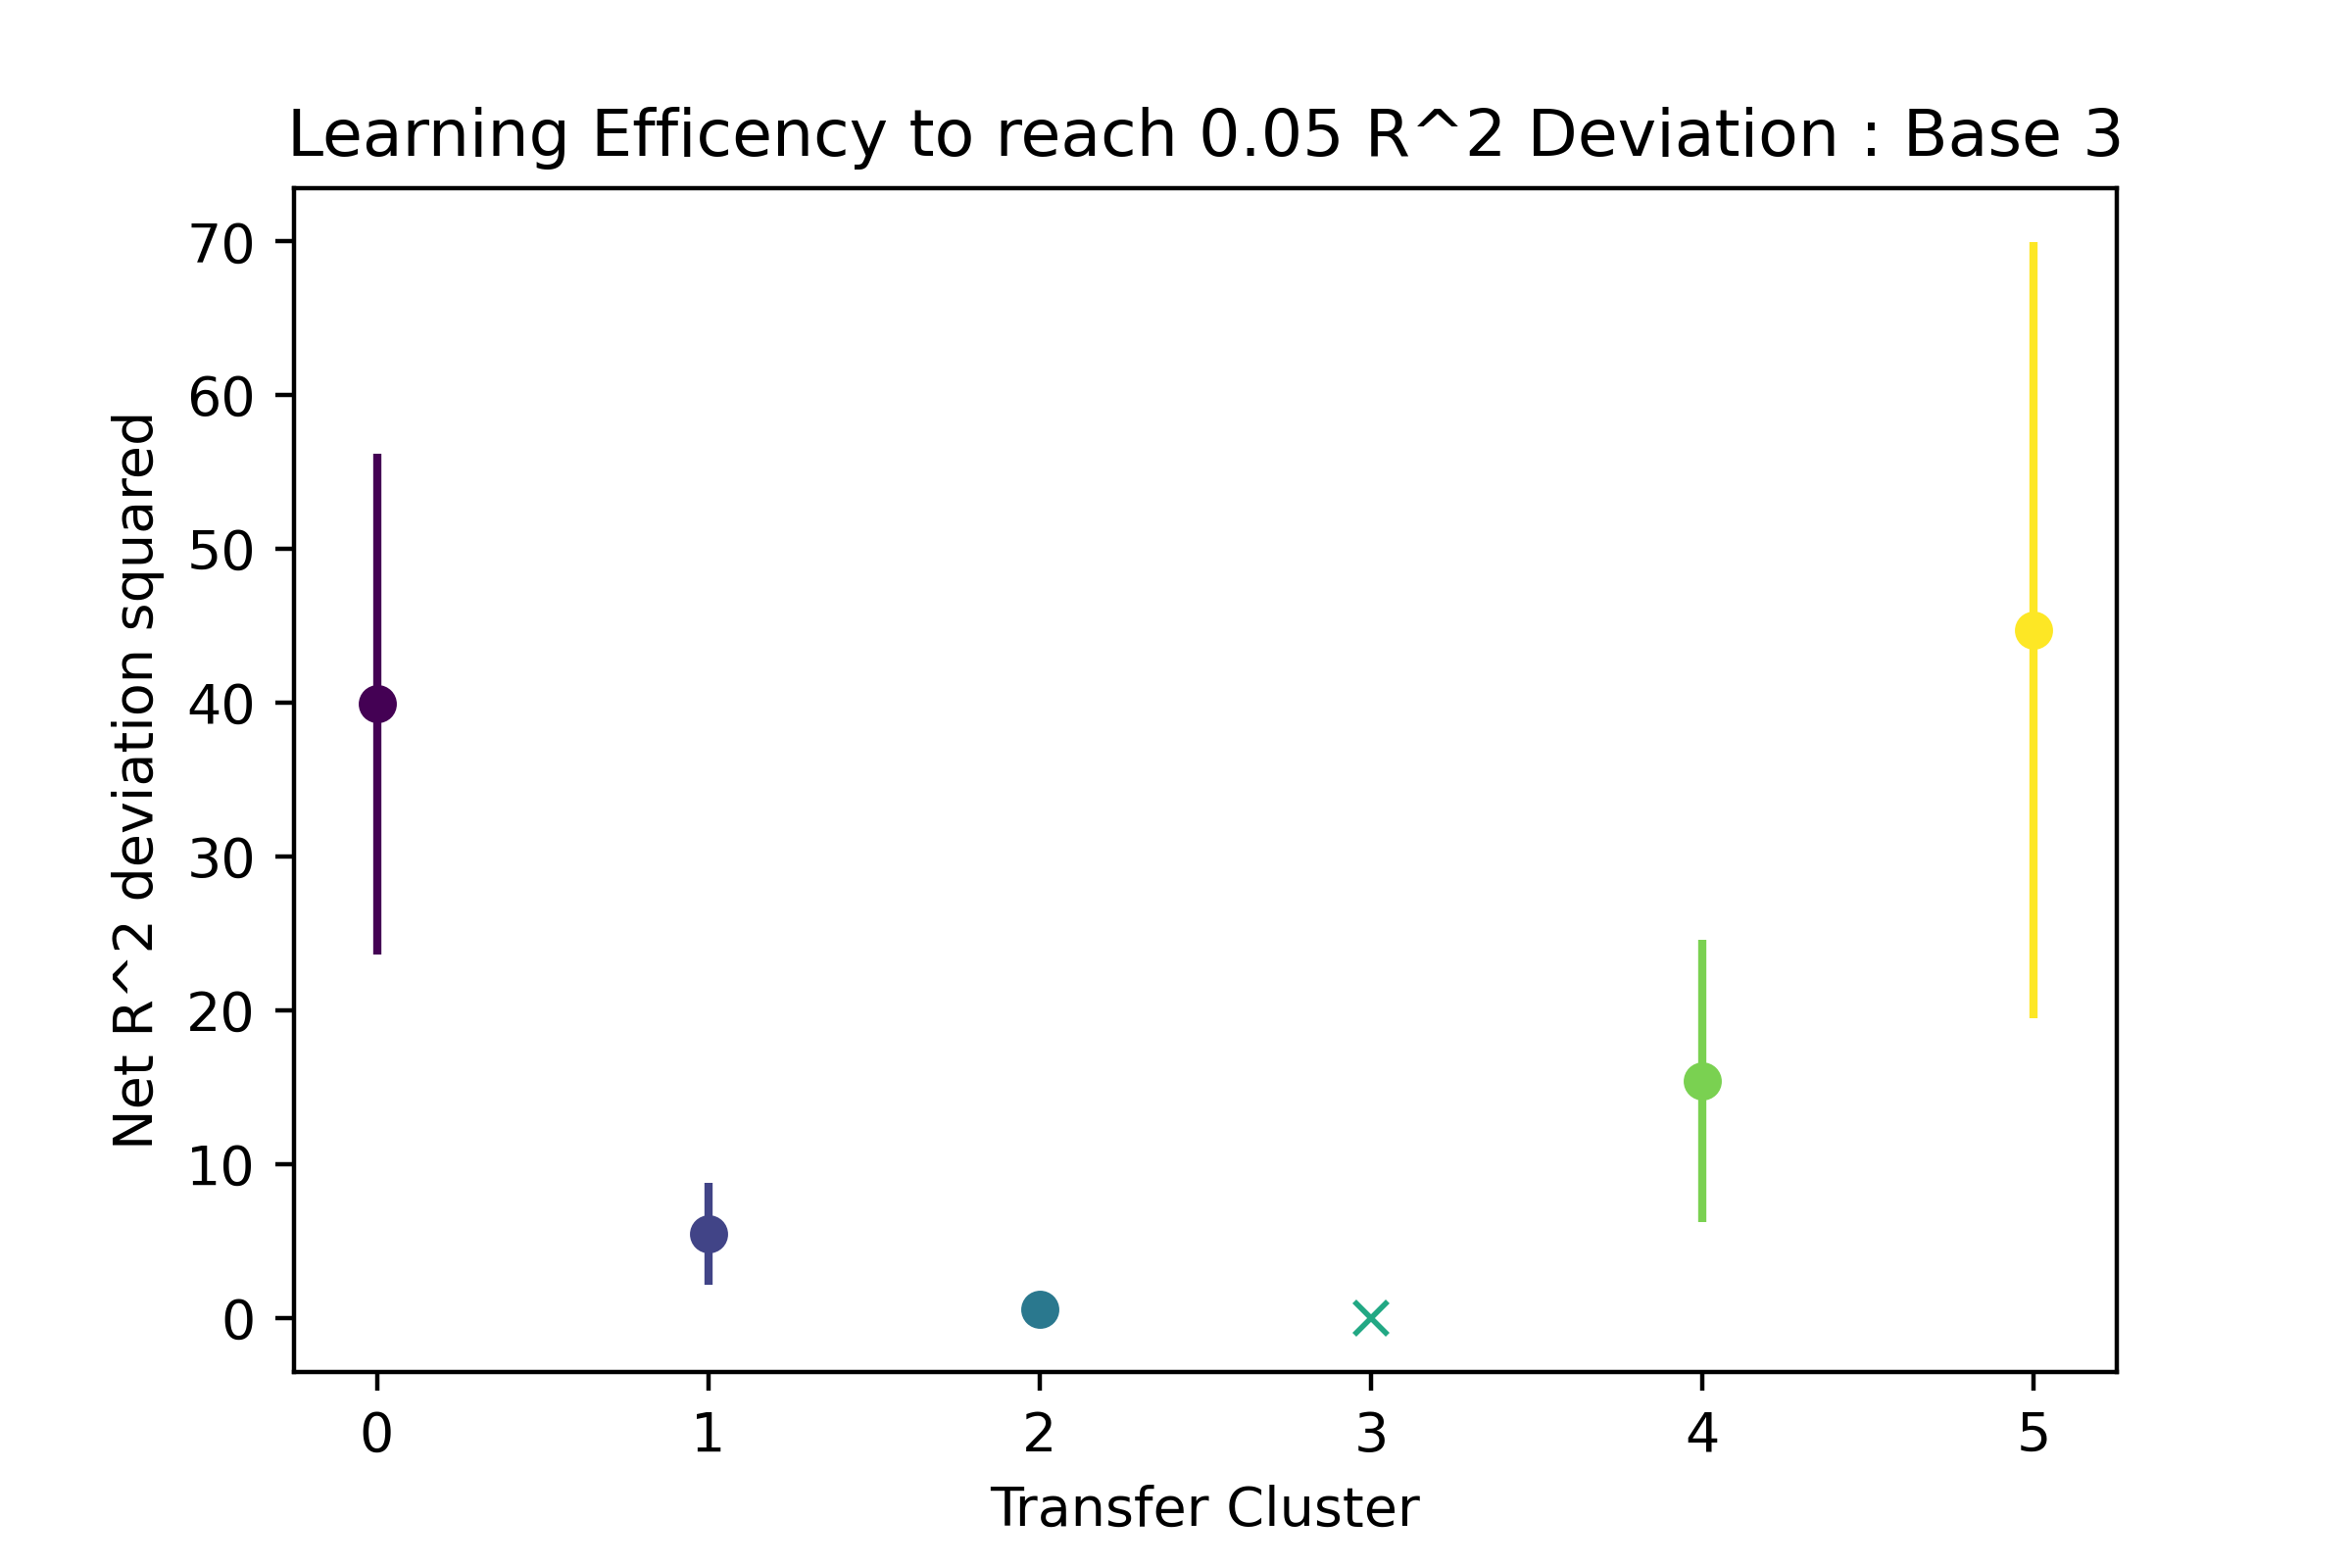 Learning Efficency to reach 0.05 R^2 Deviation : Base 3
Net R^2 deviation squared
70
60
50
40
30
20
10
0
0 1 2 3 4 5
Transfer Cluster